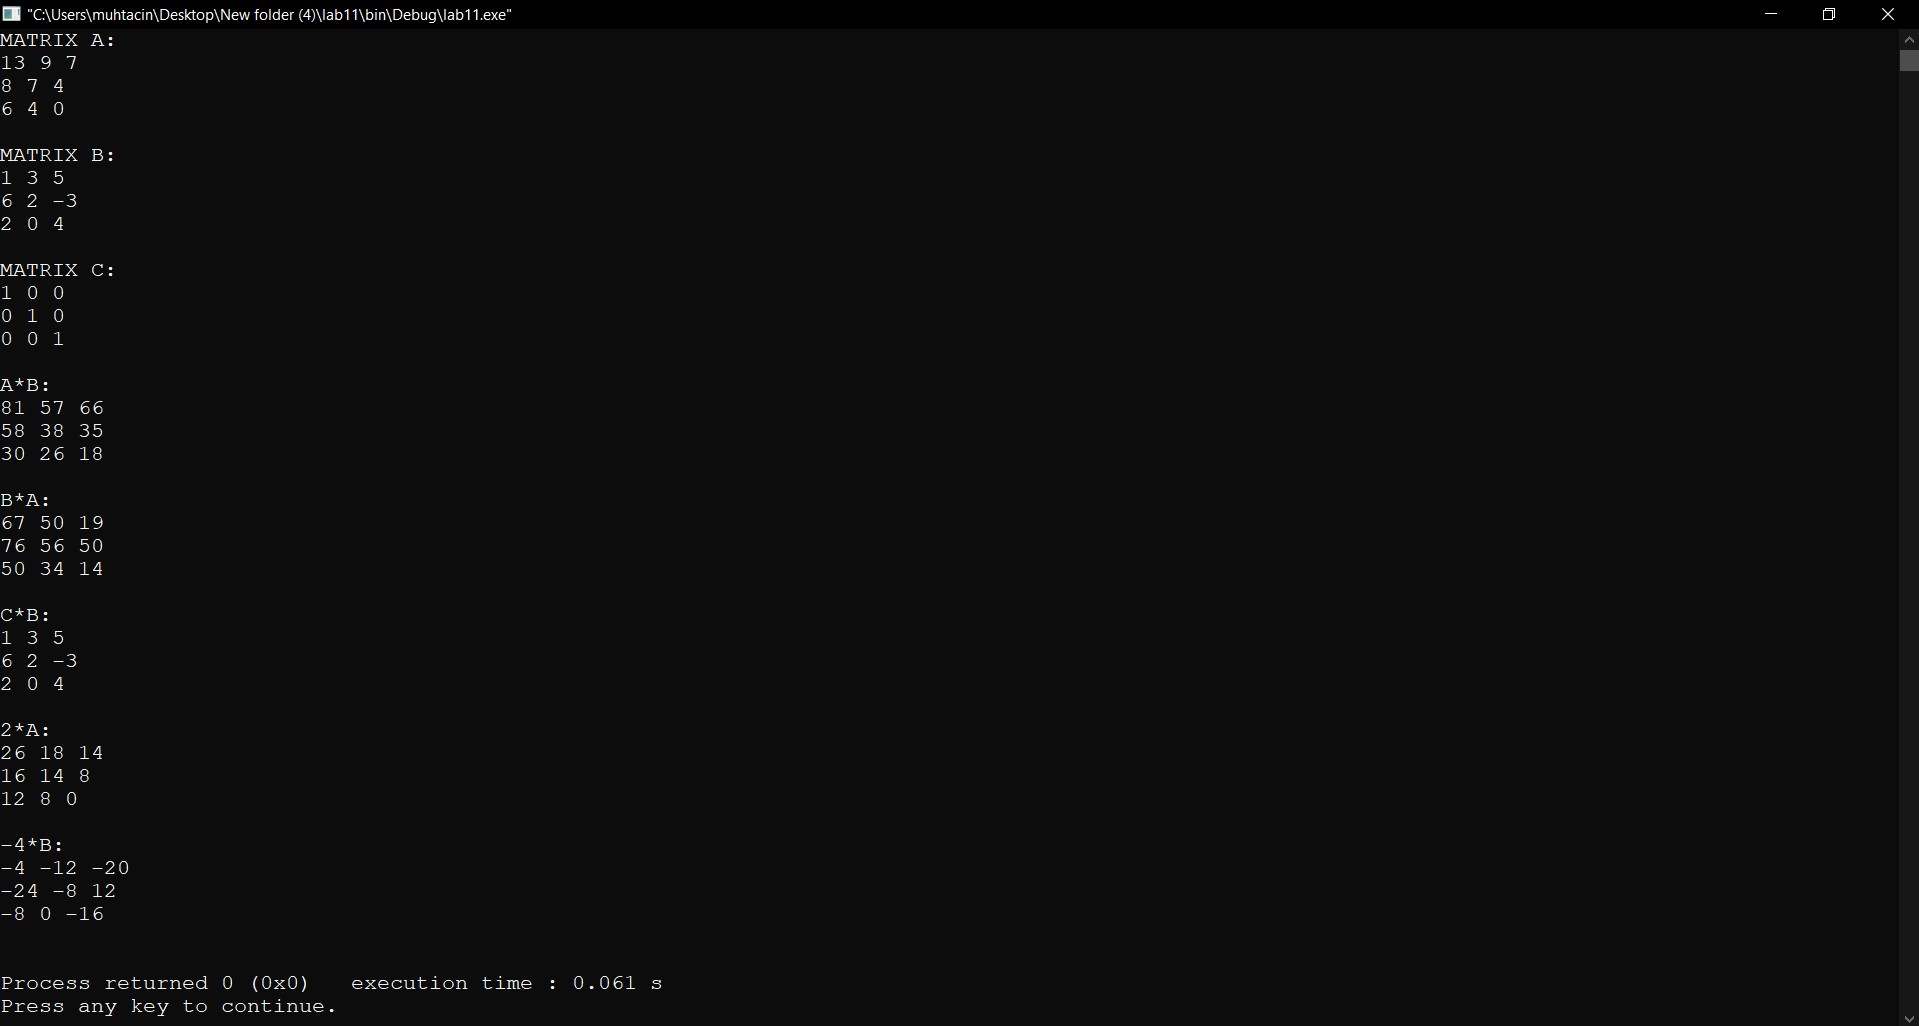 "C:\Users\muhtacin\Desktop\New folder (4)\lab11\bin\Debug\lab11.exe"
MATRIX A:
13 9 7
8 7 4
6 4 0
MATRIX B:
1 3 5
6 2 -3
2 0 4
MATRIX C:
1 0 0
0 1 0
0 0 1
A*B:
81 57 66
58 38 35
30 26 18
B*A:
67 50 19
76 56 50
50 34 14
C*B:
1 3 5
6 2 -3
2 0 4
2*A:
26 18 14
16 14 8
12 8 0
-4*B:
-4 -12 -20
-24 -8 12
-8 0 -16
Process returned 0 (0x0)   execution time : 0.061 s
Press any key to continue.